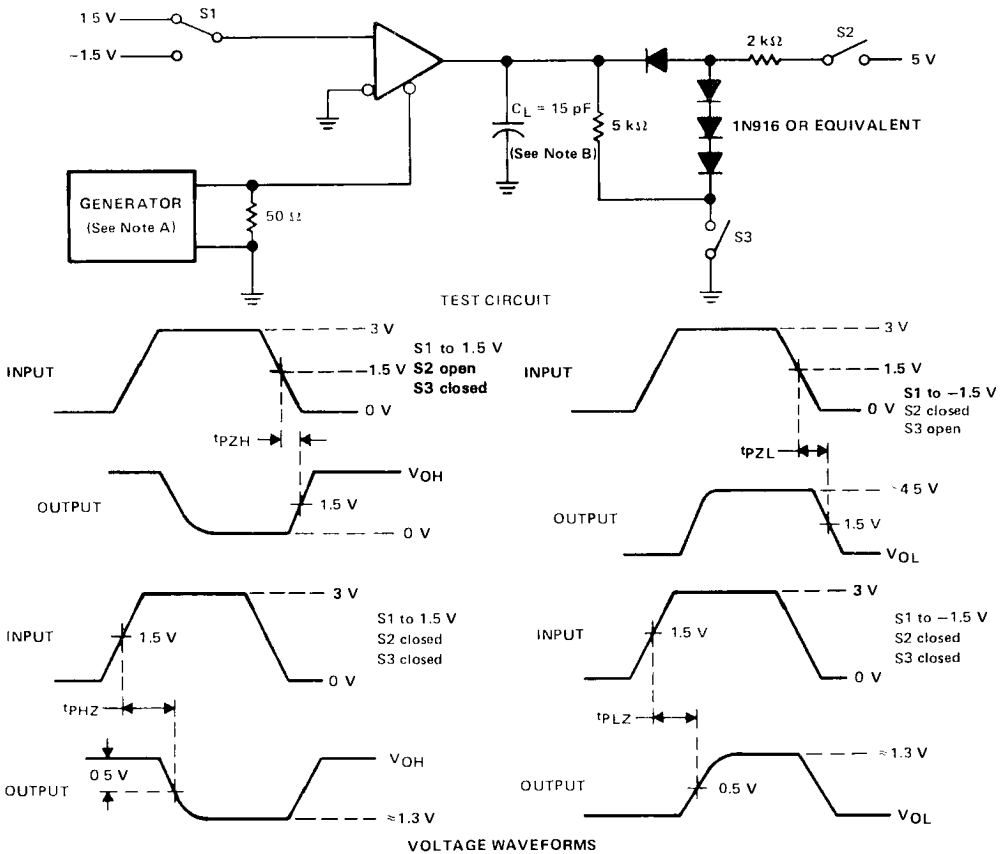 1 5 V
S1
−1.5 V
2 kΩ
S2
5 V
CL = 15 pF
(See Note B)
5 kΩ
1N916 OR EQUIVALENT
GENERATOR
(See Note A)
50 Ω
S3
TEST CIRCUIT
INPUT
3 V
1.5 V
0 V
S1 to 1.5 V
S2 open
S3 closed
tPZH
OUTPUT
VOH
1.5 V
0 V
INPUT
3 V
1.5 V
0 V
S1 to −1.5 V
S2 closed
S3 open
tPZL
OUTPUT
≈4 5 V
1.5 V
VOL
INPUT
3 V
1.5 V
0 V
S1 to 1.5 V
S2 closed
S3 closed
tPHZ
OUTPUT
0 5 V
VOH
≈1.3 V
INPUT
3 V
1.5 V
0 V
S1 to −1.5 V
S2 closed
S3 closed
tPLZ
OUTPUT
≈1.3 V
0.5 V
VOL
VOLTAGE WAVEFORMS